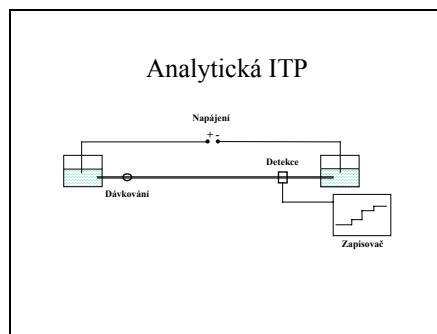 Analytická ITP
Napájení
+ -
Detekce
Dávkování
Zapisovač